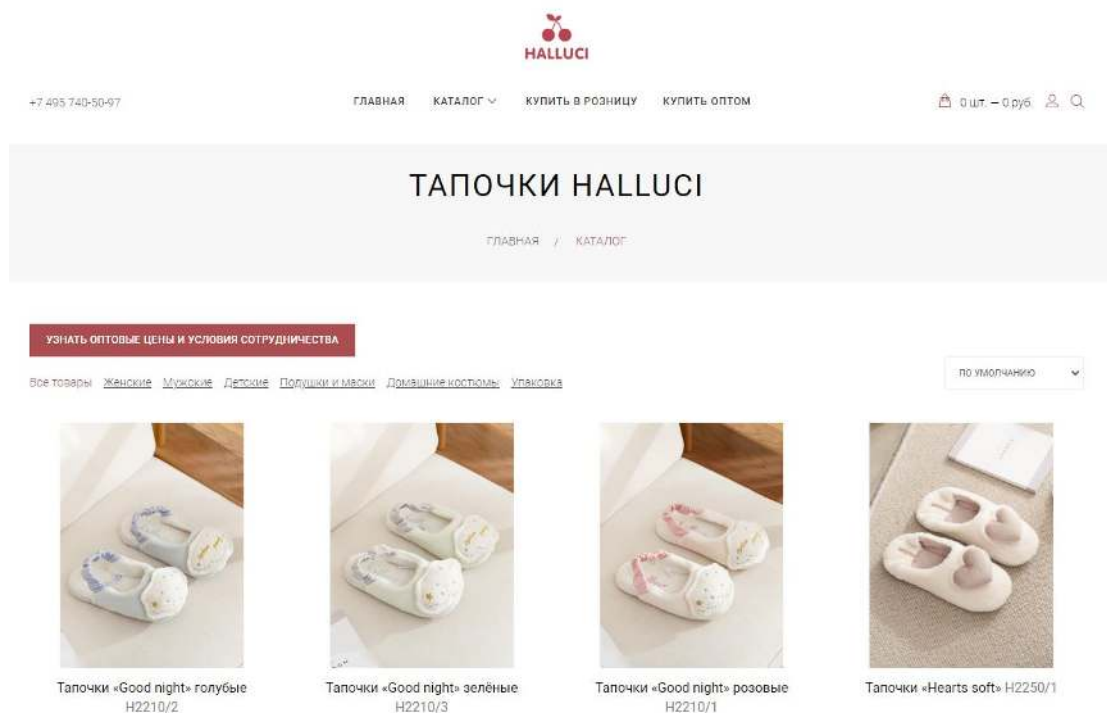 HALLUCI
+7 495 740-50-97
ГЛАВНАЯ КАТАЛОГ КУПИТЬ В РОЗНИЦУ КУПИТЬ ОПТОМ
0 шт. – 0 руб.
ТАПОЧКИ HALLUCI
ГЛАВНАЯ / КАТАЛОГ
УЗНАТЬ ОПТОВЫЕ ЦЕНЫ И УСЛОВИЯ СОТРУДНИЧЕСТВА
Все товары Женские Мужские Детские Подушки и маски Домашние костюмы Упаковка
ПО УМОЛЧАНИЮ
Тапочки «Good night» голубые
H2210/2
Тапочки «Good night» зелёные
H2210/3
Тапочки «Good night» розовые
H2210/1
Тапочки «Hearts soft» H2250/1